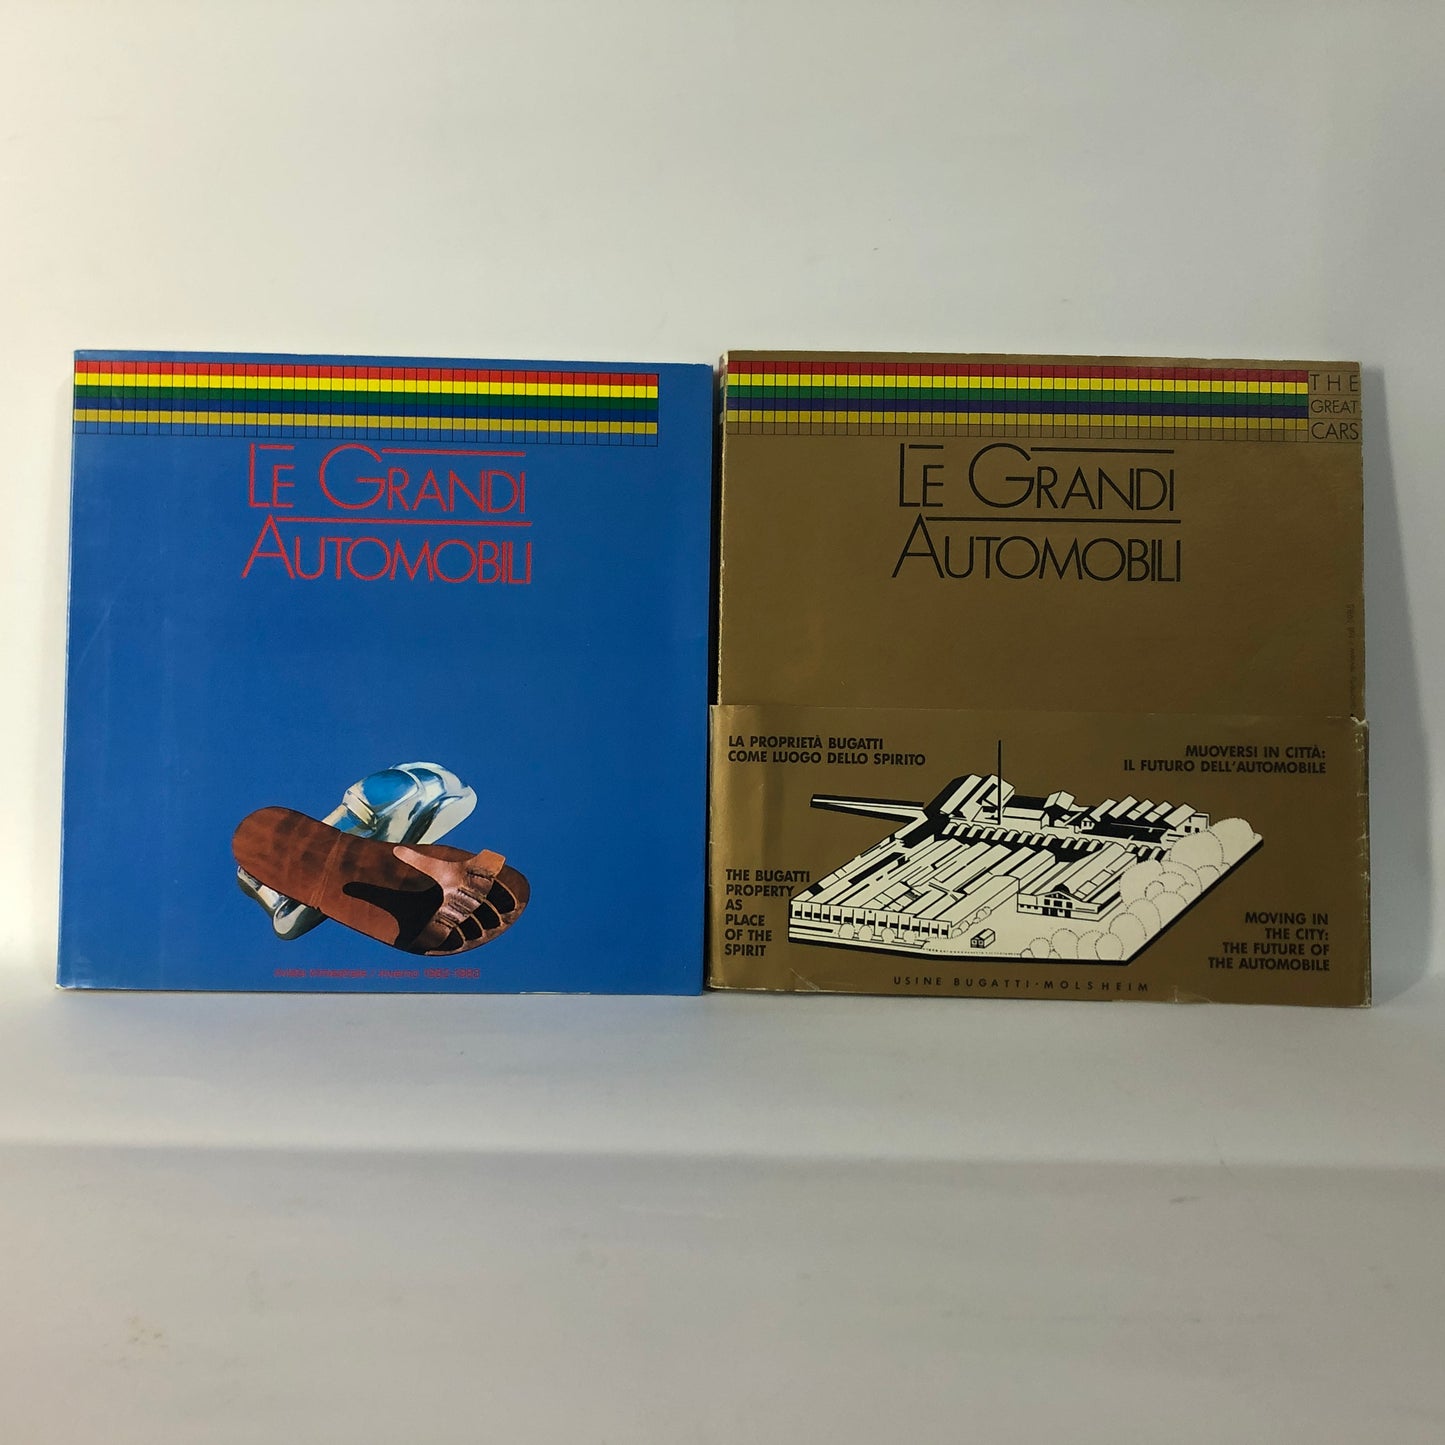 LE GRANDI
AUTOMOBILI
THE
GREAT
CARS
LE GRANDI
AUTOMOBILI
LA PROPRIETÀ BUGATTI
COME LUOGO DELLO SPIRITO
MUOVERSI IN CITTÀ:
IL FUTURO DELL'AUTOMOBILE
THE BUGATTI
PROPERTY
AS
PLACE
OF THE
SPIRIT
MOVING IN
THE CITY:
THE FUTURE OF
THE AUTOMOBILE
USINE BUGATTI·MOLSHEIM